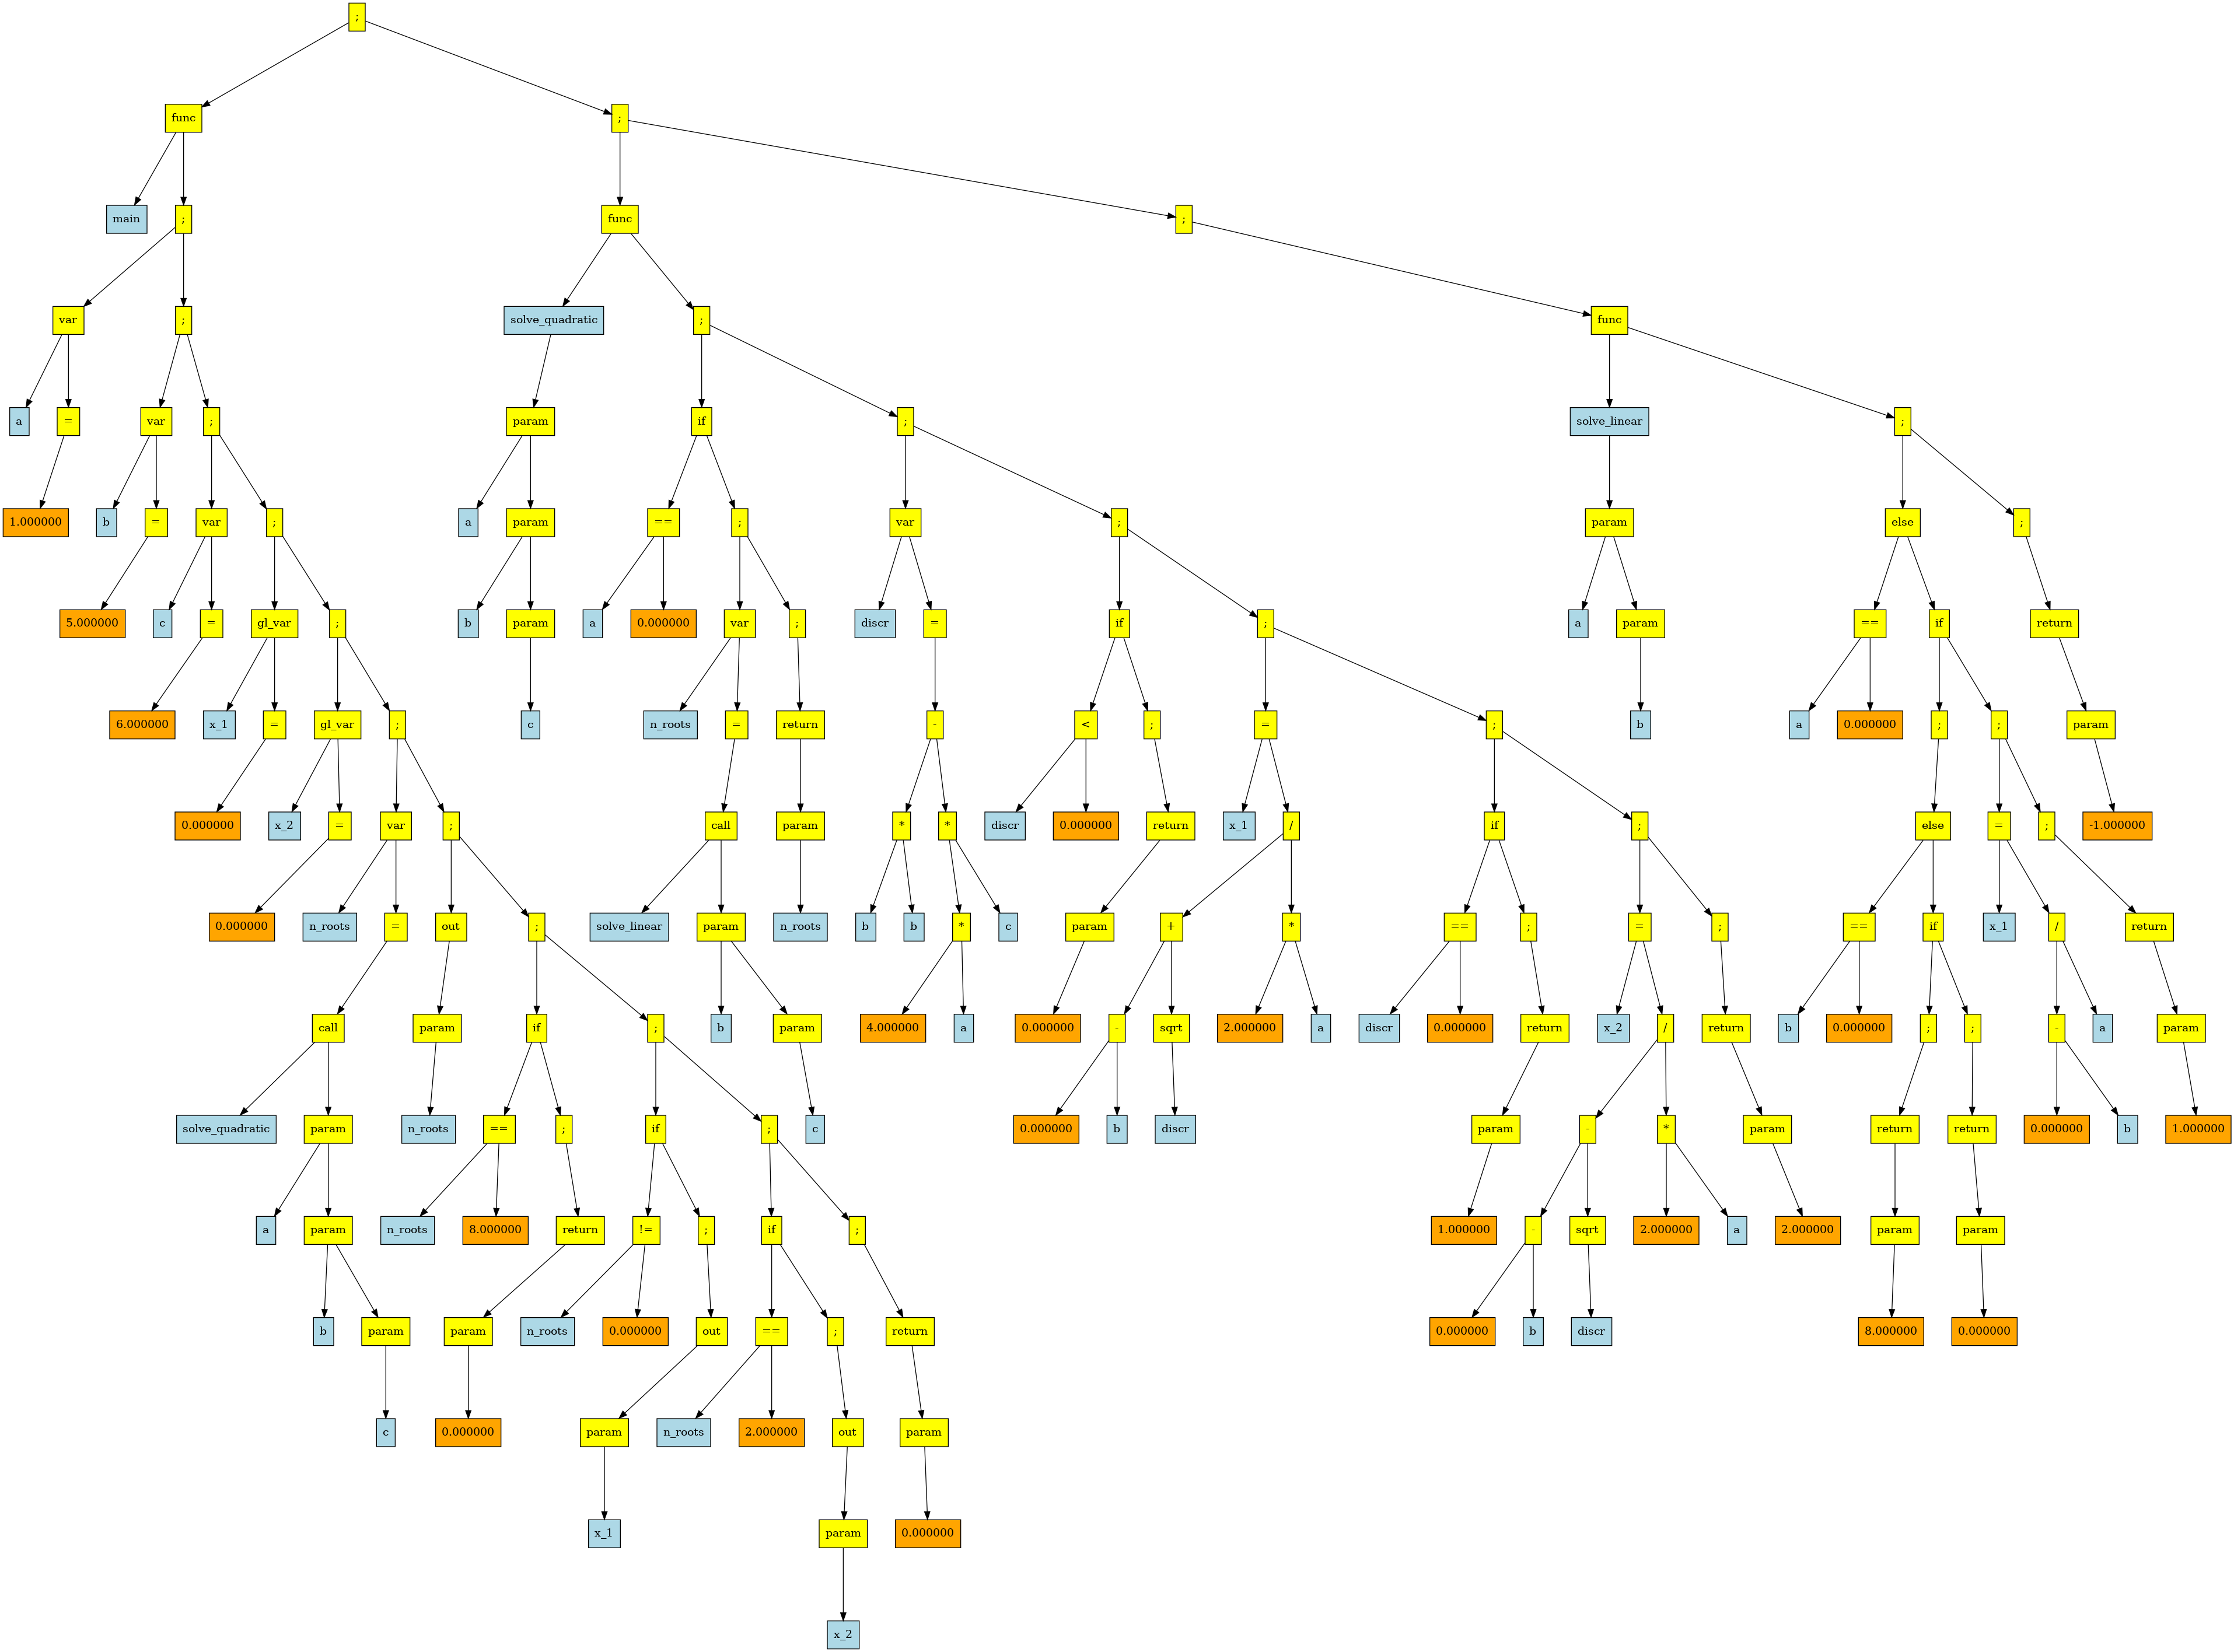 ;
func ;
main ; func ;
var ; solve_quadratic ; func
a = var ; param if ; solve_linear ;
1.000000 b = var ; a param == ; var ; param else ;
5.000000 c = gl_var ; b param a 0.000000 var ; discr = if ; a param == if return
6.000000 x_1 = gl_var ; c n_roots = return - < ; = ; b a 0.000000 ; ; param
0.000000 x_2 = var ; call param * * discr 0.000000 return x_1 / if ; else = ; -1.000000
0.000000 n_roots = out ; solve_linear param n_roots b b * c param + * == ; = ; == if x_1 / return
call param if ; b param 4.000000 a 0.000000 - sqrt 2.000000 a discr 0.000000 return x_2 / return b 0.000000 ; ; - a param
solve_quadratic param n_roots == ; if ; c 0.000000 b discr param - * param return return 0.000000 b 1.000000
a param n_roots 8.000000 return != ; if ; 1.000000 - sqrt 2.000000 a 2.000000 param param
b param param n_roots 0.000000 out == ; return 0.000000 b discr 8.000000 0.000000
c 0.000000 param n_roots 2.000000 out param
x_1 param 0.000000
x_2